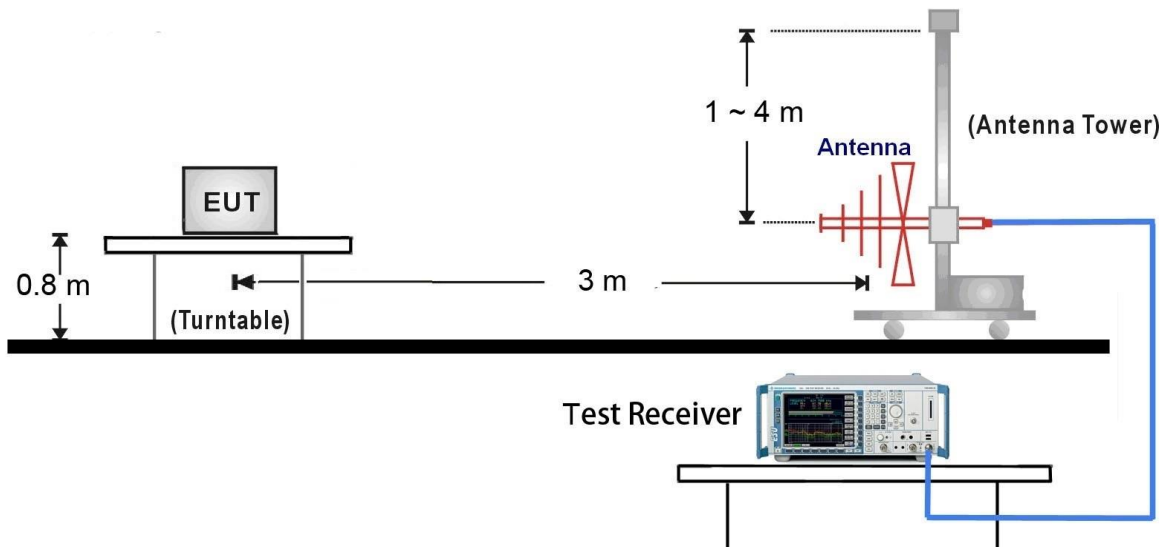 1 ~ 4 m
(Antenna Tower)
Antenna
EUT
0.8 m
3 m
(Turntable)
Test Receiver